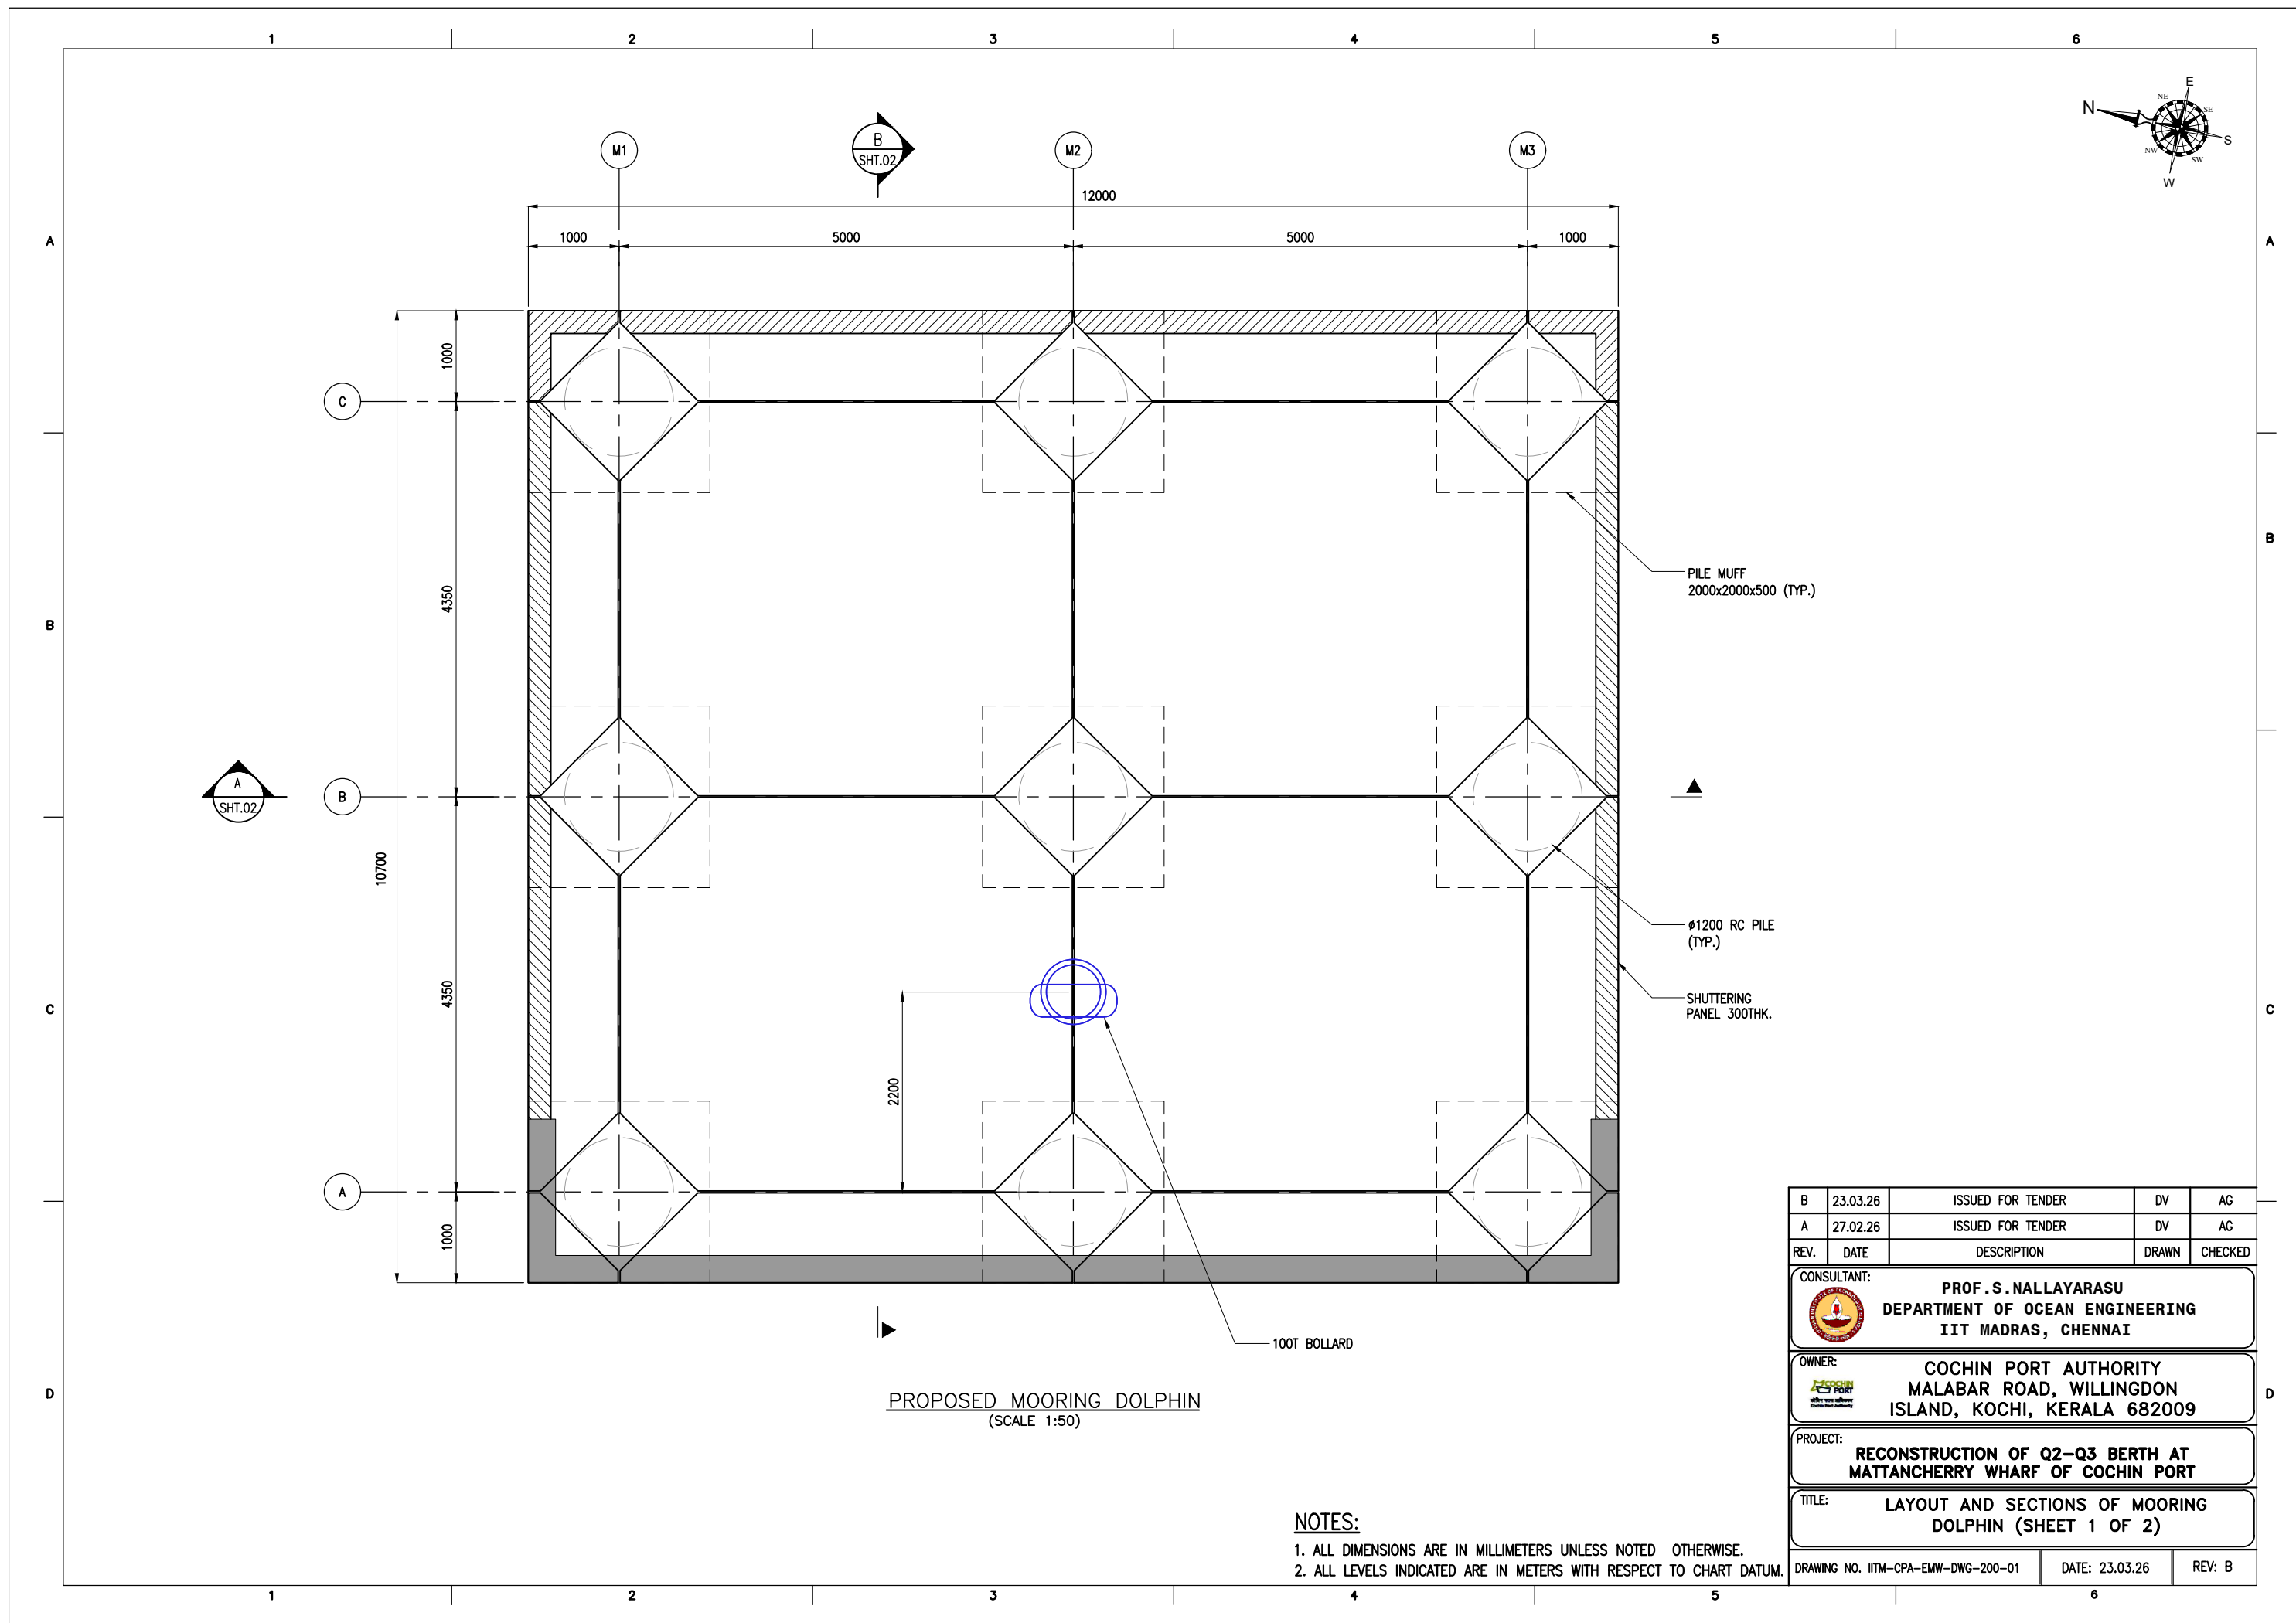 1 2 3 4 5 6
N
NE
E
SE
S
SW
W
NW
M1
B
SHT.02
M2
M3
12000
1000
5000
5000
1000
A
A
1000
C
4350
B
B
PILE MUFF
2000x2000x500 (TYP.)
A
SHT.02
B
10700
ø1200 RC PILE
(TYP.)
4350
C
C
SHUTTERING
PANEL 300THK.
2200
A
1000
100T BOLLARD
D
D
PROPOSED MOORING DOLPHIN
(SCALE 1:50)
NOTES:
1. ALL DIMENSIONS ARE IN MILLIMETERS UNLESS NOTED OTHERWISE.
2. ALL LEVELS INDICATED ARE IN METERS WITH RESPECT TO CHART DATUM.
B 23.03.26 ISSUED FOR TENDER DV AG
A 27.02.26 ISSUED FOR TENDER DV AG
REV. DATE DESCRIPTION DRAWN CHECKED
CONSULTANT:
PROF.S.NALLAYARASU
DEPARTMENT OF OCEAN ENGINEERING
IIT MADRAS, CHENNAI
OWNER:
COCHIN
PORT
COCHIN PORT AUTHORITY
MALABAR ROAD, WILLINGDON
ISLAND, KOCHI, KERALA 682009
PROJECT:
RECONSTRUCTION OF Q2-Q3 BERTH AT
MATTANCHERRY WHARF OF COCHIN PORT
TITLE:
LAYOUT AND SECTIONS OF MOORING
DOLPHIN (SHEET 1 OF 2)
DRAWING NO. IITM-CPA-EMW-DWG-200-01 DATE: 23.03.26 REV: B
1 2 3 4 5 6